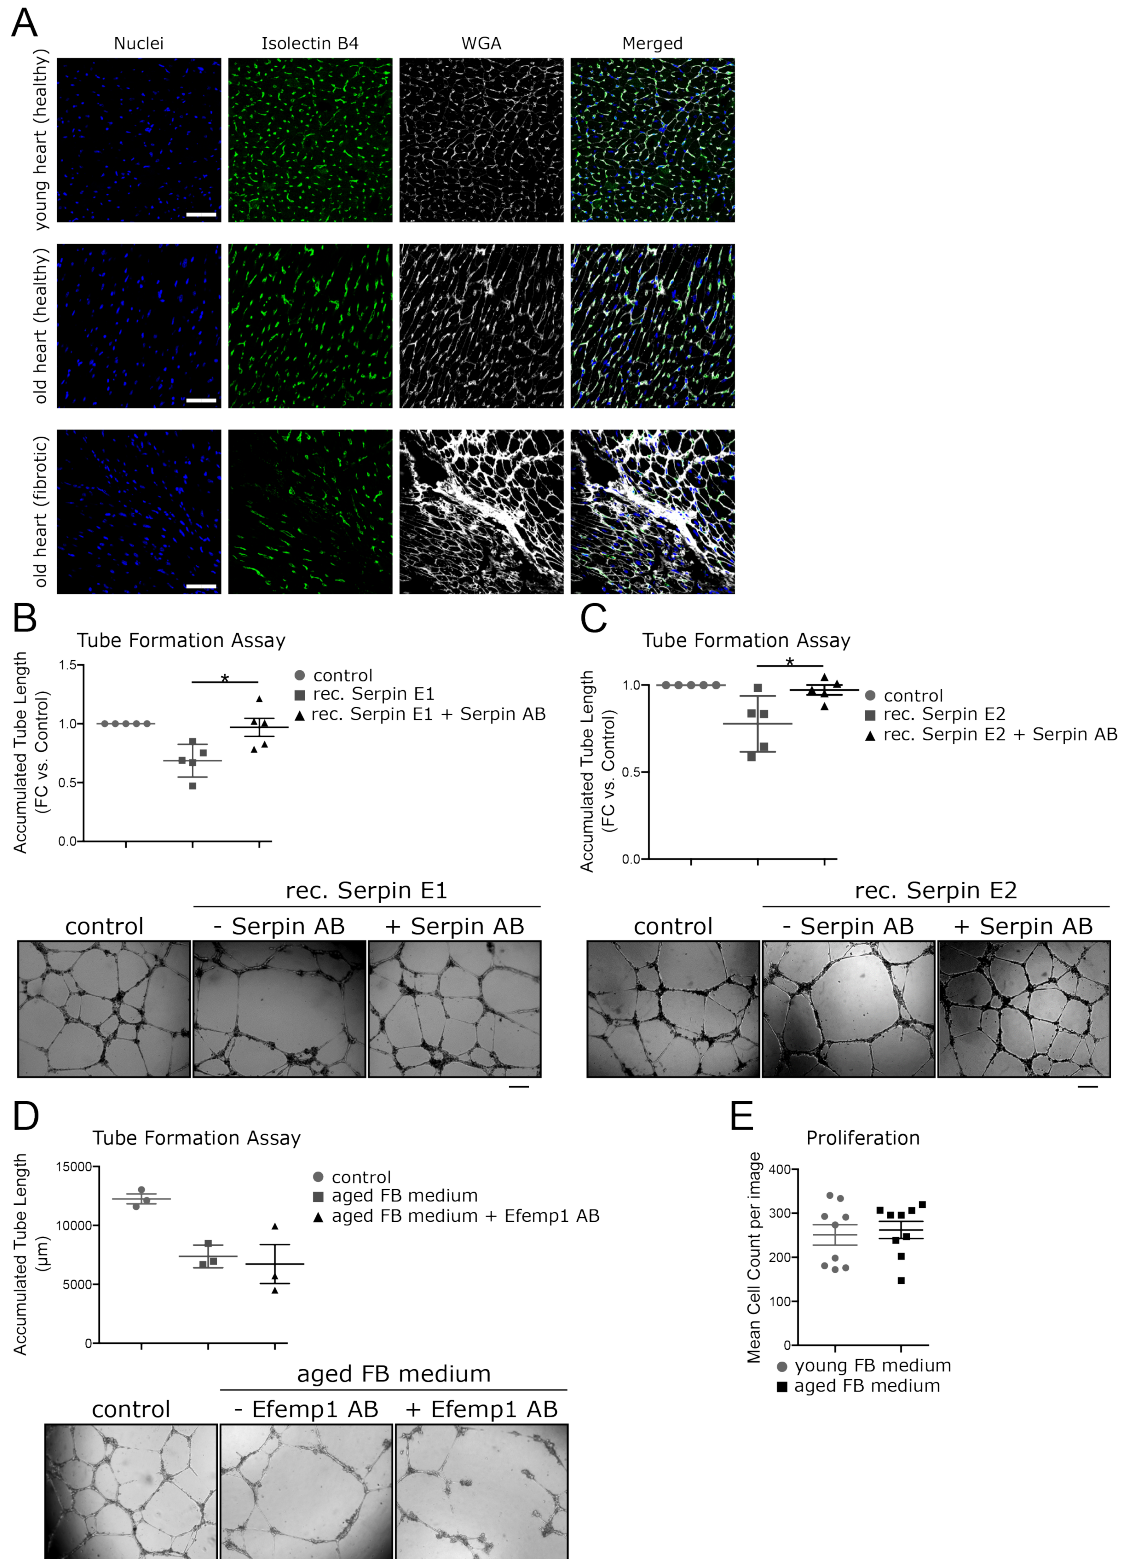 A
Nuclei
Isolectin B4
WGA
Merged
young heart (healthy)
old heart (healthy)
old heart (fibrotic)
B
Tube Formation Assay
Accumulated Tube Length
(FC vs. Control)
1.5
1.0
0.5
0.0
*
control
rec. Serpin E1
rec. Serpin E1 + Serpin AB
rec. Serpin E1
control
- Serpin AB
+ Serpin AB
C
Tube Formation Assay
Accumulated Tube Length
(FC vs. Control)
1.0
0.5
0.0
*
control
rec. Serpin E2
rec. Serpin E2 + Serpin AB
rec. Serpin E2
control
- Serpin AB
+ Serpin AB
D
Tube Formation Assay
Accumulated Tube Length
(µm)
15000
10000
5000
0
control
aged FB medium
aged FB medium + Efemp1 AB
aged FB medium
control
- Efemp1 AB
+ Efemp1 AB
E
Proliferation
Mean Cell Count per image
400
300
200
100
0
young FB medium
aged FB medium